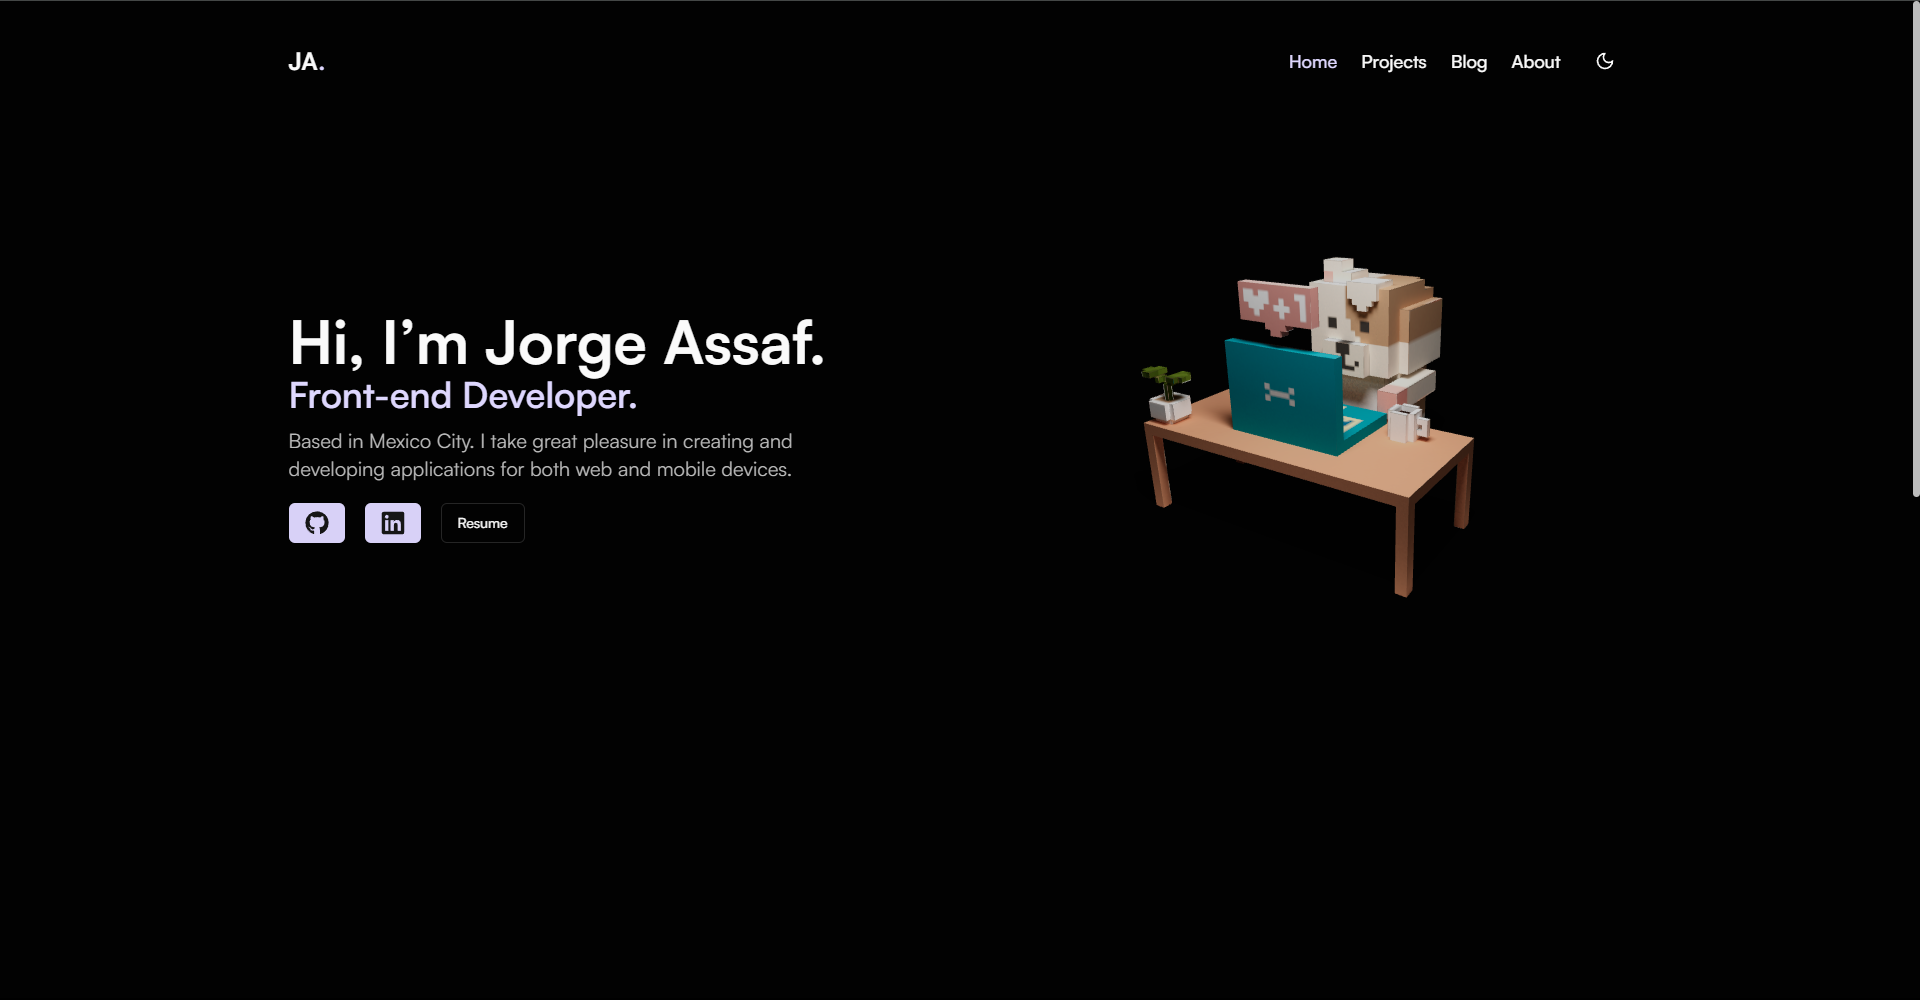 JA.
Home Projects Blog About
Hi, I’m Jorge Assaf.
Front-end Developer.
Based in Mexico City. I take great pleasure in creating and
developing applications for both web and mobile devices.
in
Resume
+1